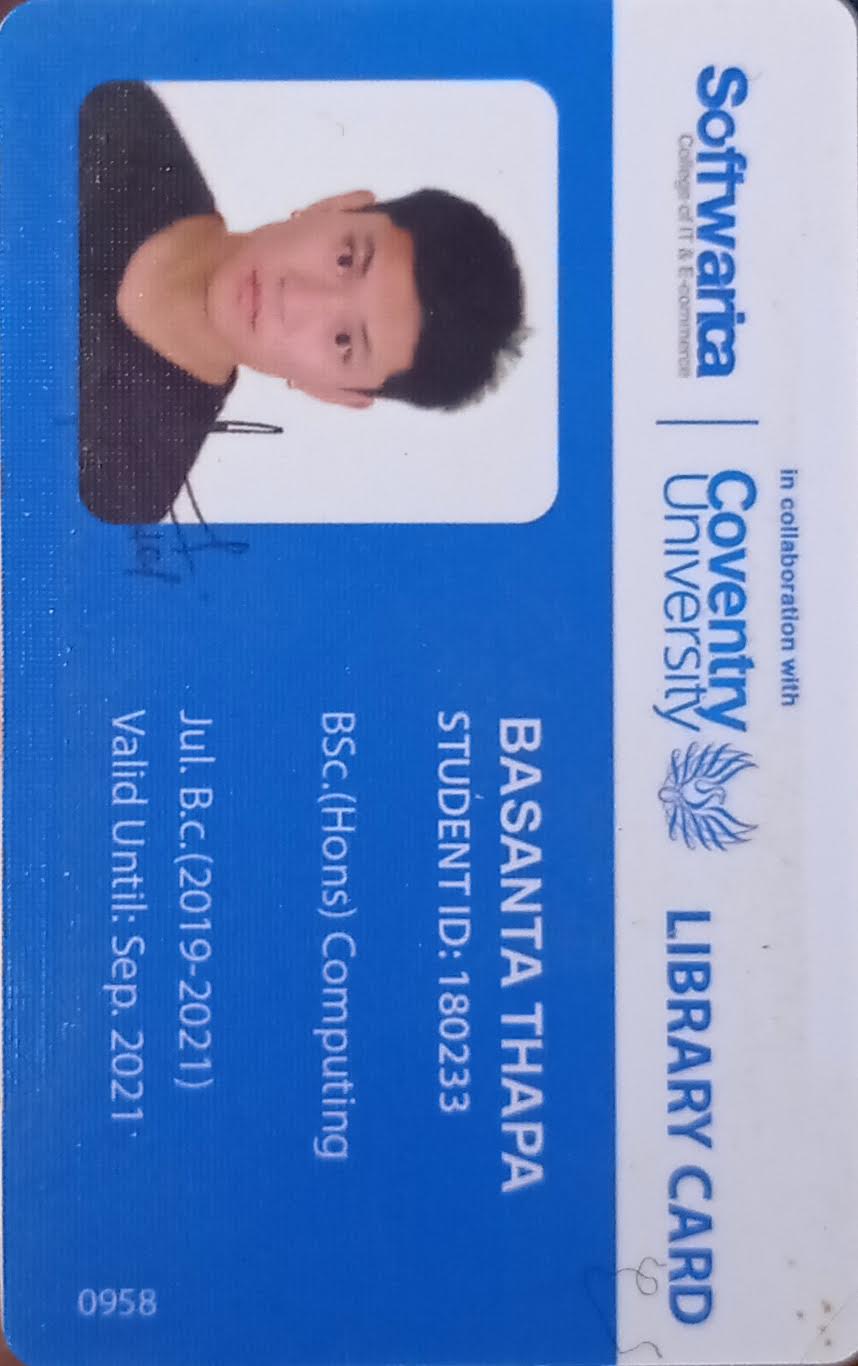 in collaboration with
Softwarica
College of IT & E-commerce
Coventry
University
LIBRARY CARD
BASANTA THAPA
STUDENT ID: 180233
BSc.(Hons) Computing
Jul. B.c.(2019-2021)
Valid Until: Sep. 2021
0958